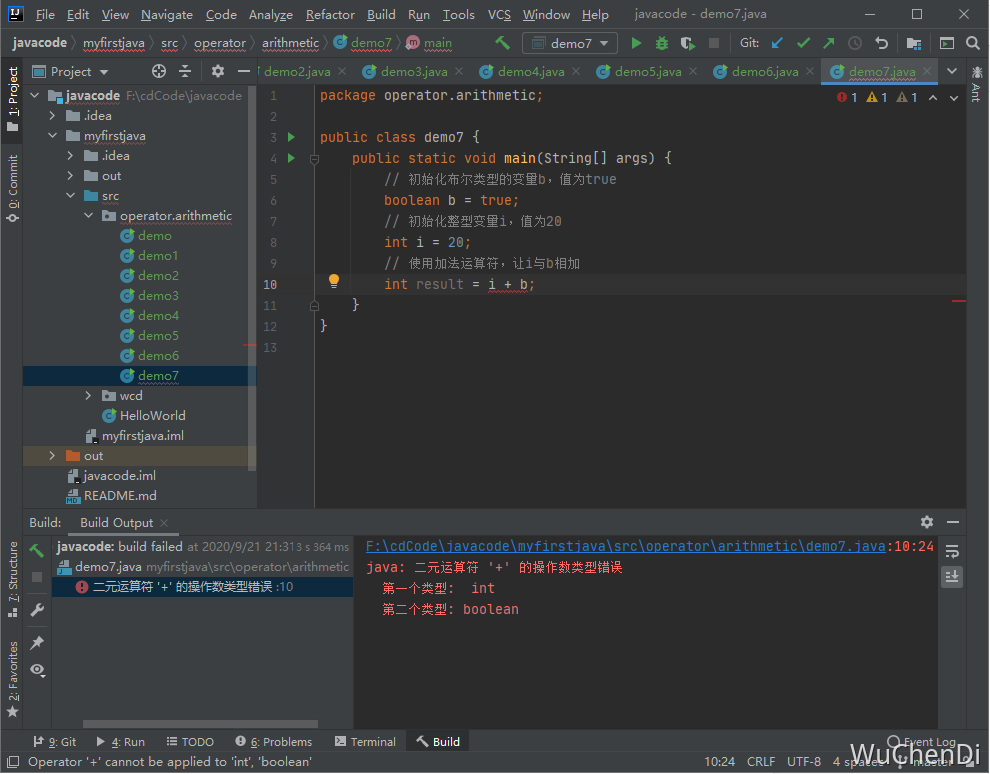 File Edit View Navigate Code Analyze Refactor Build Run Tools VCS Window Help javacode - demo7.java
javacode myfirstjava src operator arithmetic demo7 main demo7 Git:
Project demo2.java demo3.java demo4.java demo5.java demo6.java demo7.java
1: Project
0: Commit
7: Structure
2: Favorites
Ant
javacode F:\cdCode\javacode
.idea
myfirstjava
.idea
out
src
operator.arithmetic
demo
demo1
demo2
demo3
demo4
demo5
demo6
demo7
wcd
HelloWorld
myfirstjava.iml
out
javacode.iml
README.md
1 1 1
1 package operator.arithmetic;
2
3 public class demo7 {
4 public static void main(String[] args) {
5 // 初始化布尔类型的变量b，值为true
6 boolean b = true;
7 // 初始化整型变量i，值为20
8 int i = 20;
9 // 使用加法运算符，让i与b相加
10 int result = i + b;
11 }
12 }
13
Build: Build Output
javacode: build failed at 2020/9/21 21:31 3 s 364 ms
demo7.java myfirstjava\src\operator\arithmetic
二元运算符 '+' 的操作数类型错误 :10
F:\cdCode\javacode\myfirstjava\src\operator\arithmetic\demo7.java:10:24
java: 二元运算符 '+' 的操作数类型错误
第一个类型: int
第二个类型: boolean
9: Git 4: Run TODO 6: Problems Terminal Build Event Log
Operator '+' cannot be applied to 'int', 'boolean' 10:24 CRLF UTF-8 4 spaces master
WuChenDi